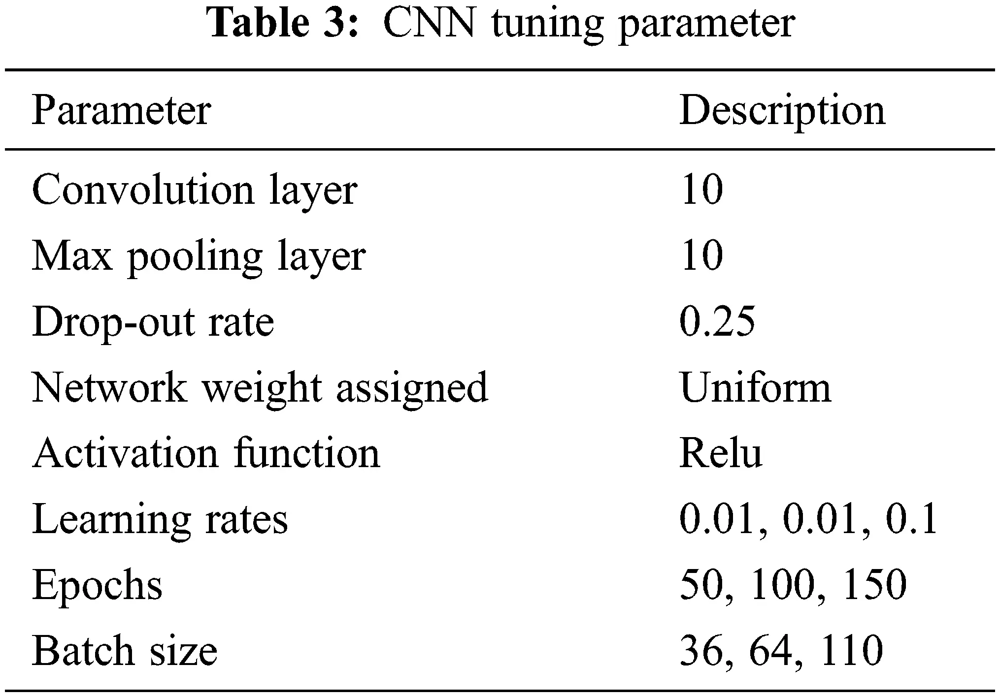 Table 3: CNN tuning parameter
Parameter Description
Convolution layer 10
Max pooling layer 10
Drop-out rate 0.25
Network weight assigned Uniform
Activation function Relu
Learning rates 0.01, 0.01, 0.1
Epochs 50, 100, 150
Batch size 36, 64, 110